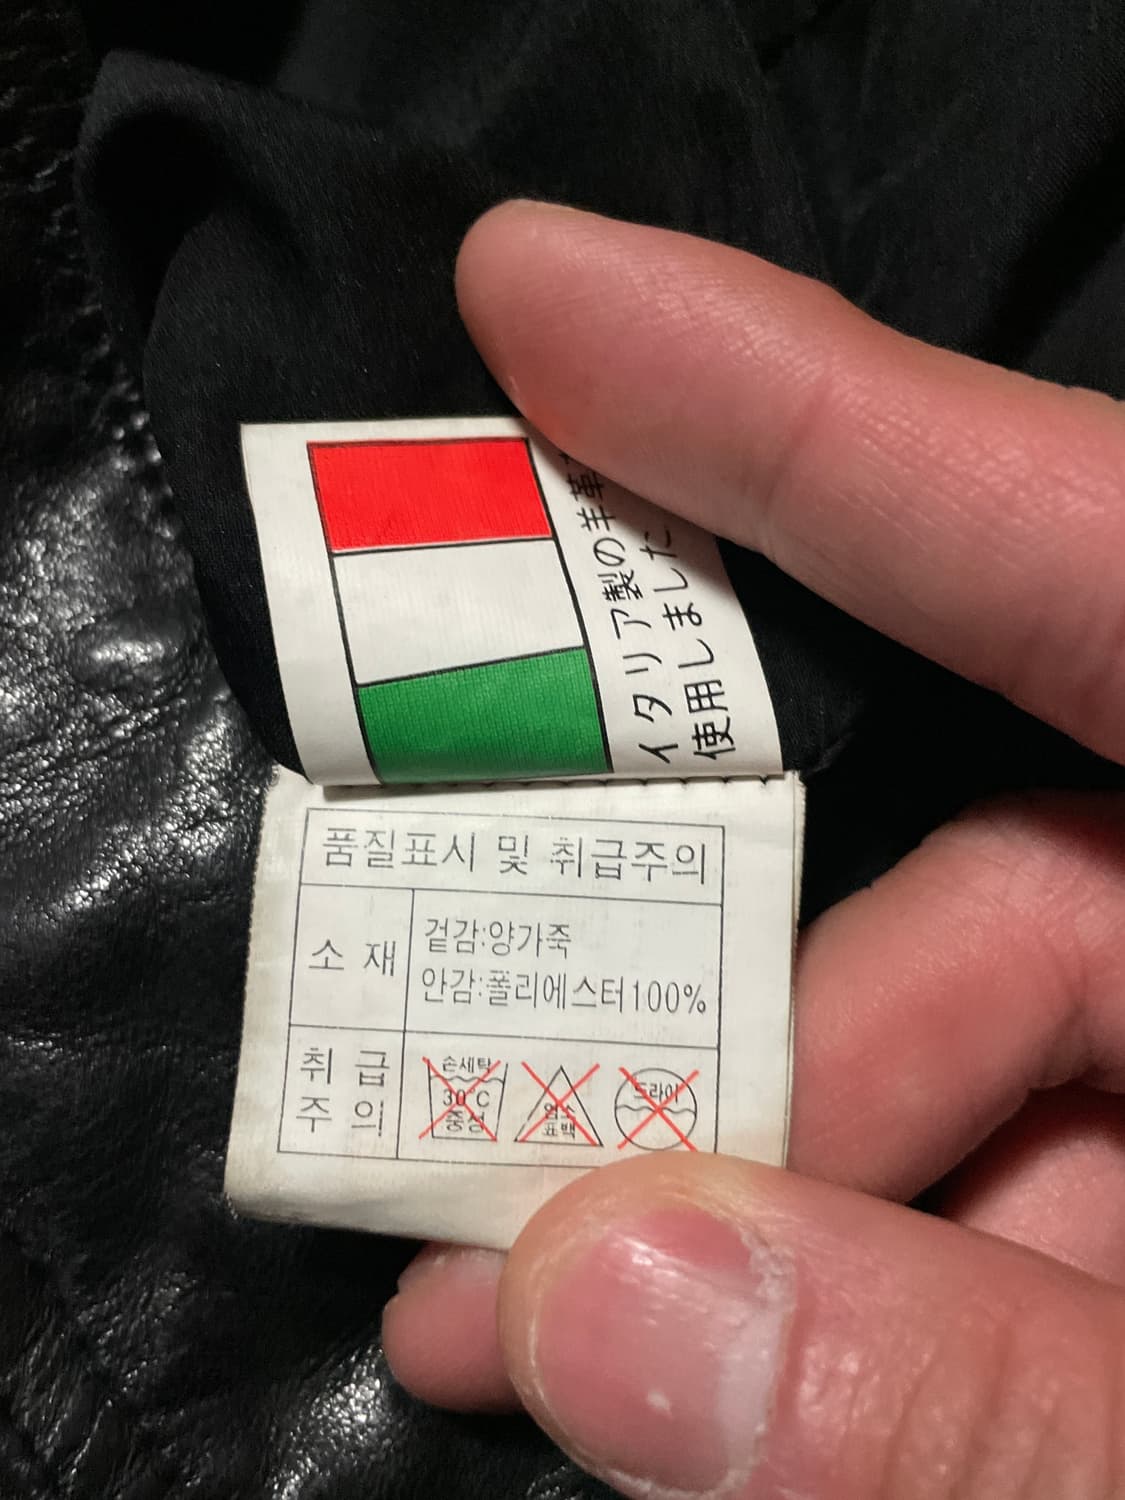 イタリア製の羊革
使用しました
품질표시 및 취급주의
소 재
겉감:양가죽
안감:폴리에스터100%
취 급
주 의
손세탁
30°C
중성
염소
표백
드라이